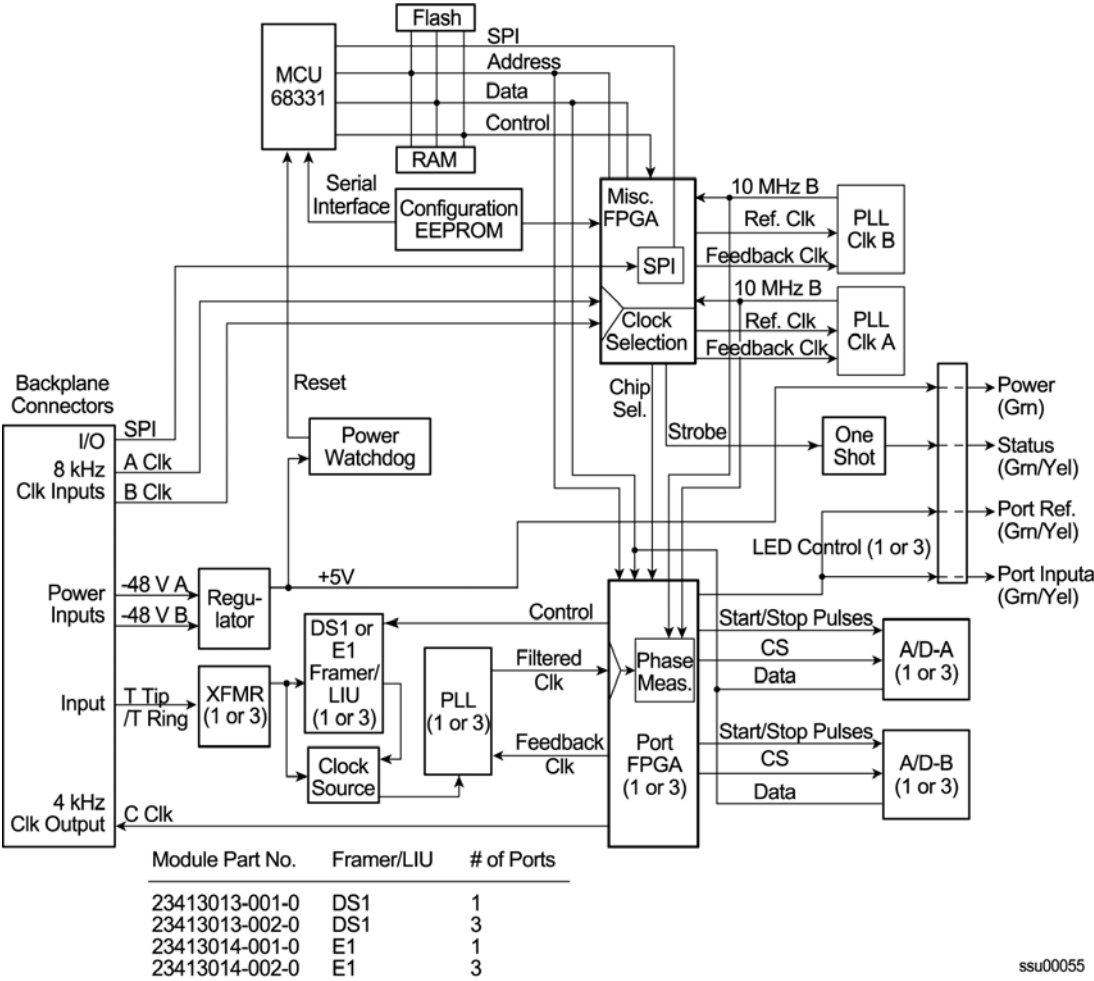 Flash
SPI
MCU
68331
Address
Data
Control
RAM
Serial
Interface
Configuration
EEPROM
Misc.
FPGA
SPI
Clock
Selection
10 MHz B
Ref. Clk
Feedback Clk
PLL
Clk B
10 MHz B
Ref. Clk
Feedback Clk
PLL
Clk A
Backplane
Connectors
Reset
Chip
Sel.
Strobe
One
Shot
Power
(Grn)
Status
(Grn/Yel)
Port Ref.
(Grn/Yel)
Port Inputa
(Grn/Yel)
LED Control (1 or 3)
I/O
SPI
8 kHz
Clk Inputs
A Clk
B Clk
Power
Watchdog
Power
Inputs
-48 V A
-48 V B
Regu-
lator
+5V
Input
T Tip
/T Ring
XFMR
(1 or 3)
DS1 or
E1
Framer/
LIU
(1 or 3)
Clock
Source
Control
PLL
(1 or 3)
Filtered
Clk
Feedback
Clk
Phase
Meas.
Port
FPGA
(1 or 3)
Start/Stop Pulses
CS
Data
A/D-A
(1 or 3)
Start/Stop Pulses
CS
Data
A/D-B
(1 or 3)
4 kHz
Clk Output
C Clk
Module Part No. Framer/LIU # of Ports
23413013-001-0 DS1 1
23413013-002-0 DS1 3
23413014-001-0 E1 1
23413014-002-0 E1 3
ssu00055